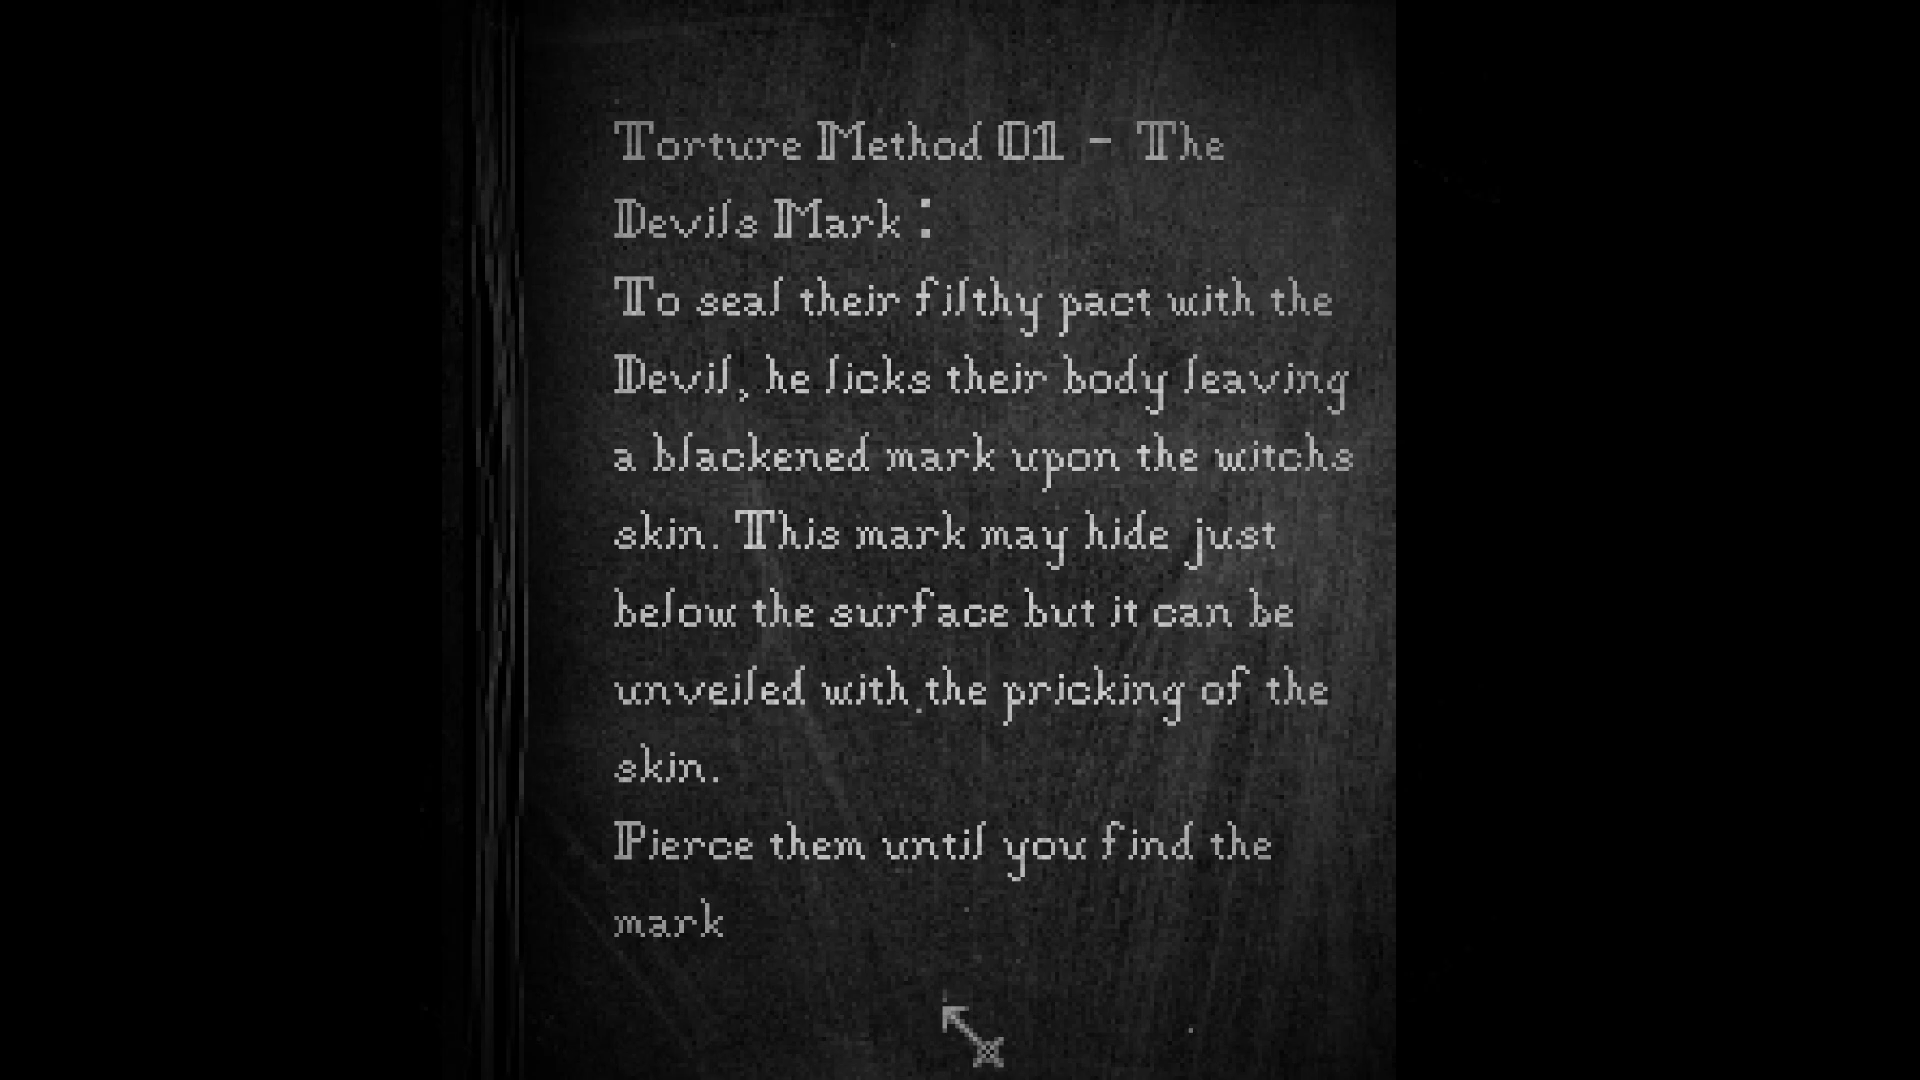 Torture Method 01 - The
Devils Mark :
To seal their filthy pact with the
Devil, he licks their body leaving
a blackened mark upon the witchs
skin. This mark may hide just
below the surface but it can be
unveiled with the pricking of the
skin.
Pierce them until you find the
mark